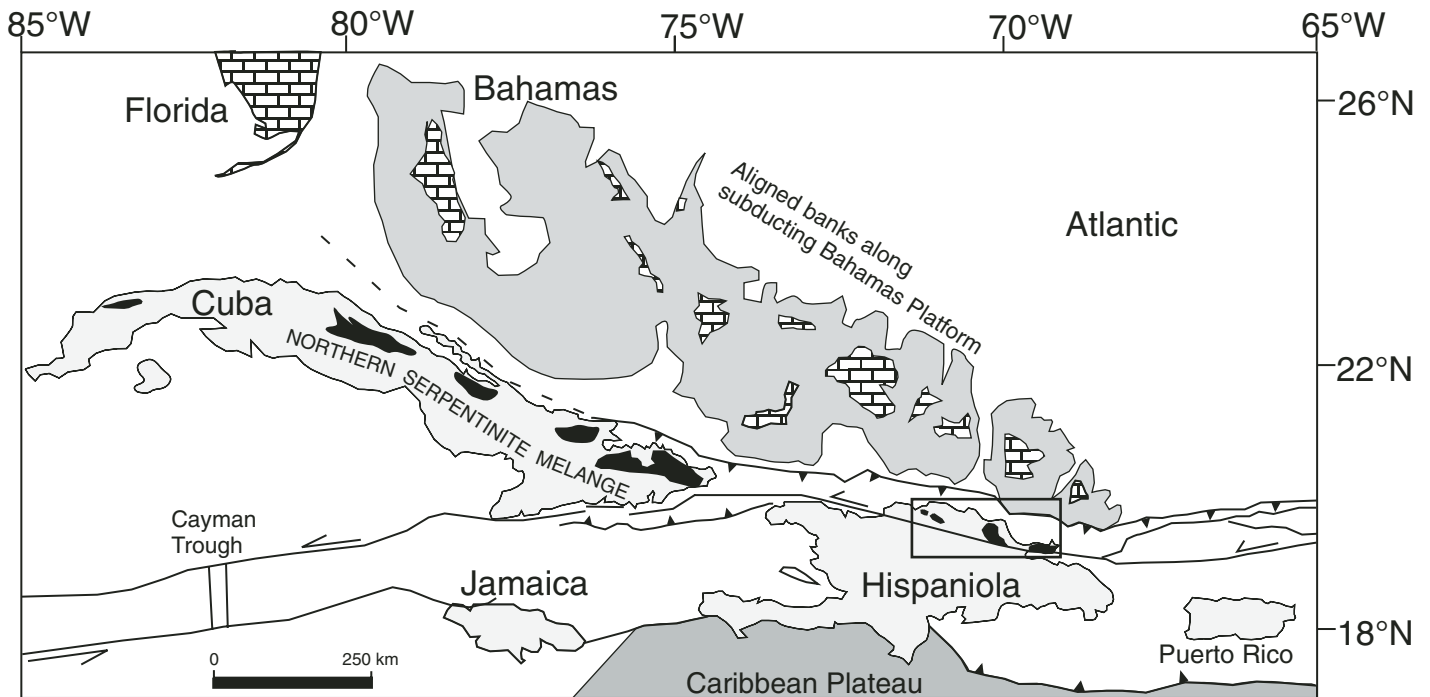 85°W 80°W 75°W 70°W 65°W
Bahamas
26°N
Florida
Aligned banks along
subducting Bahamas Platform
Atlantic
Cuba
NORTHERN SERPENTINITE MELANGE
22°N
Cayman
Trough
Jamaica
Hispaniola
18°N
Puerto Rico
0 250 km
Caribbean Plateau